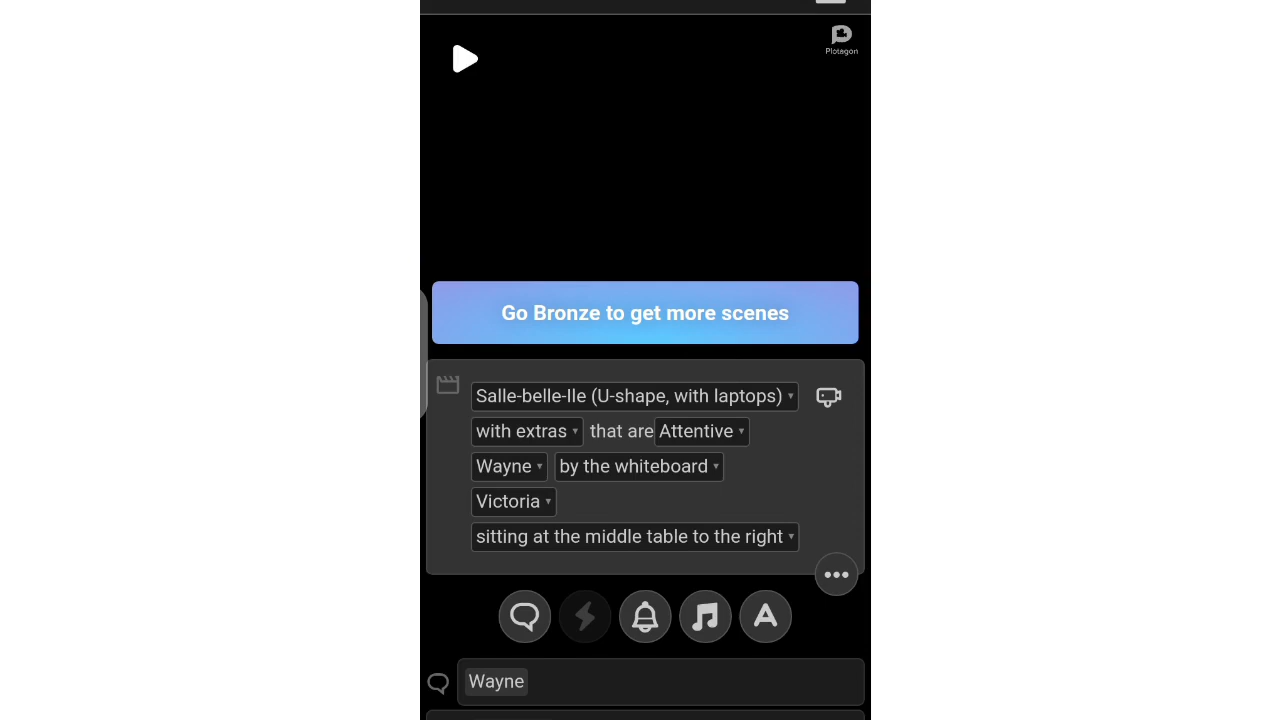 Plotagon
Go Bronze to get more scenes
Salle-belle-Ile (U-shape, with laptops)
with extras that are Attentive
Wayne by the whiteboard
Victoria
sitting at the middle table to the right
Wayne